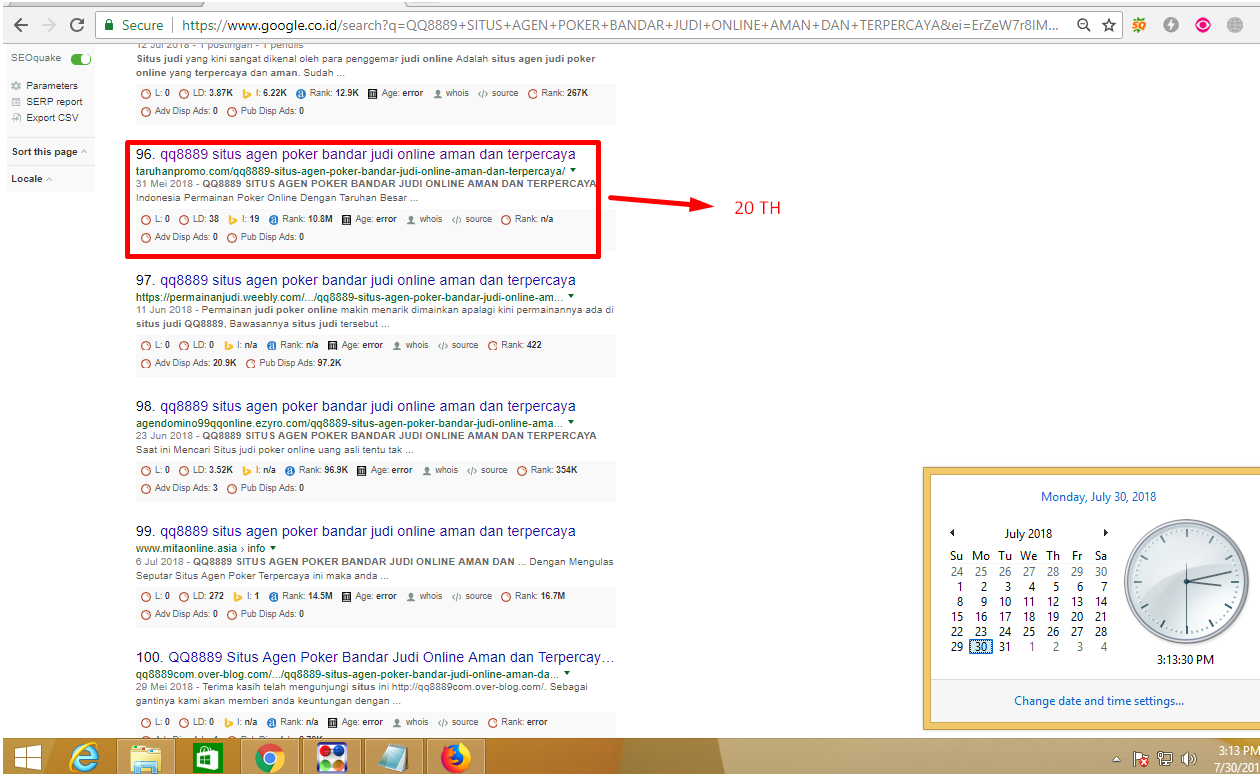 Secure https://www.google.co.id/search?q=QQ8889+SITUS+AGEN+POKER+BANDAR+JUDI+ONLINE+AMAN+DAN+TERPERCAYA&ei=ErZeW7r8IM...
SEOquake
Parameters
SERP report
Export CSV
Sort this page
Locale
12 Jul 2018 - 1 postingan - 1 penulis
Situs judi yang kini sangat dikenal oleh para penggemar judi online Adalah situs agen judi poker
online yang terpercaya dan aman. Sudah ...
L: 0 LD: 3.87K I: 6.22K Rank: 12.9K Age: error whois source Rank: 267K
Adv Disp Ads: 0 Pub Disp Ads: 0
96. qq8889 situs agen poker bandar judi online aman dan terpercaya
taruhanpromo.com/qq8889-situs-agen-poker-bandar-judi-online-aman-dan-terpercaya/
31 Mei 2018 - QQ8889 SITUS AGEN POKER BANDAR JUDI ONLINE AMAN DAN TERPERCAYA
Indonesia Permainan Poker Online Dengan Taruhan Besar ...
L: 0 LD: 38 I: 19 Rank: 10.8M Age: error whois source Rank: n/a
Adv Disp Ads: 0 Pub Disp Ads: 0
20 TH
97. qq8889 situs agen poker bandar judi online aman dan terpercaya
https://permainanjudi.weebly.com/.../qq8889-situs-agen-poker-bandar-judi-online-am...
11 Jun 2018 - Permainan judi poker online makin menarik dimainkan apalagi kini permainannya ada di
situs judi QQ8889, Bawasannya situs judi tersebut ...
L: 0 LD: 0 I: n/a Rank: n/a Age: error whois source Rank: 422
Adv Disp Ads: 20.9K Pub Disp Ads: 97.2K
98. qq8889 situs agen poker bandar judi online aman dan terpercaya
agendomino99qqonline.ezyro.com/qq8889-situs-agen-poker-bandar-judi-online-ama...
23 Jun 2018 - QQ8889 SITUS AGEN POKER BANDAR JUDI ONLINE AMAN DAN TERPERCAYA
Saat ini Mencari Situs judi poker online uang asli tentu tak ...
L: 0 LD: 3.52K I: n/a Rank: 96.9K Age: error whois source Rank: 354K
Adv Disp Ads: 3 Pub Disp Ads: 0
99. qq8889 situs agen poker bandar judi online aman dan terpercaya
www.mitaonline.asia › info
6 Jul 2018 - QQ8889 SITUS AGEN POKER BANDAR JUDI ONLINE AMAN DAN ... Dengan Mengulas
Seputar Situs Agen Poker Terpercaya ini maka anda ...
L: 0 LD: 272 I: 1 Rank: 14.5M Age: error whois source Rank: 16.7M
Adv Disp Ads: 0 Pub Disp Ads: 0
100. QQ8889 Situs Agen Poker Bandar Judi Online Aman dan Terpercay...
qq8889com.over-blog.com/.../qq8889-situs-agen-poker-bandar-judi-online-aman-da...
29 Mei 2018 - Terima kasih telah mengunjungi situs ini http://qq8889com.over-blog.com/. Sebagai
gantinya kami akan memberi anda keuntungan dengan ...
L: 0 LD: 0 I: n/a Rank: n/a Age: error whois source Rank: error
Monday, July 30, 2018
July 2018
Su Mo Tu We Th Fr Sa
24 25 26 27 28 29 30
1 2 3 4 5 6 7
8 9 10 11 12 13 14
15 16 17 18 19 20 21
22 23 24 25 26 27 28
29 30 31 1 2 3 4
3:13:30 PM
Change date and time settings...
3:13 PM
7/30/201